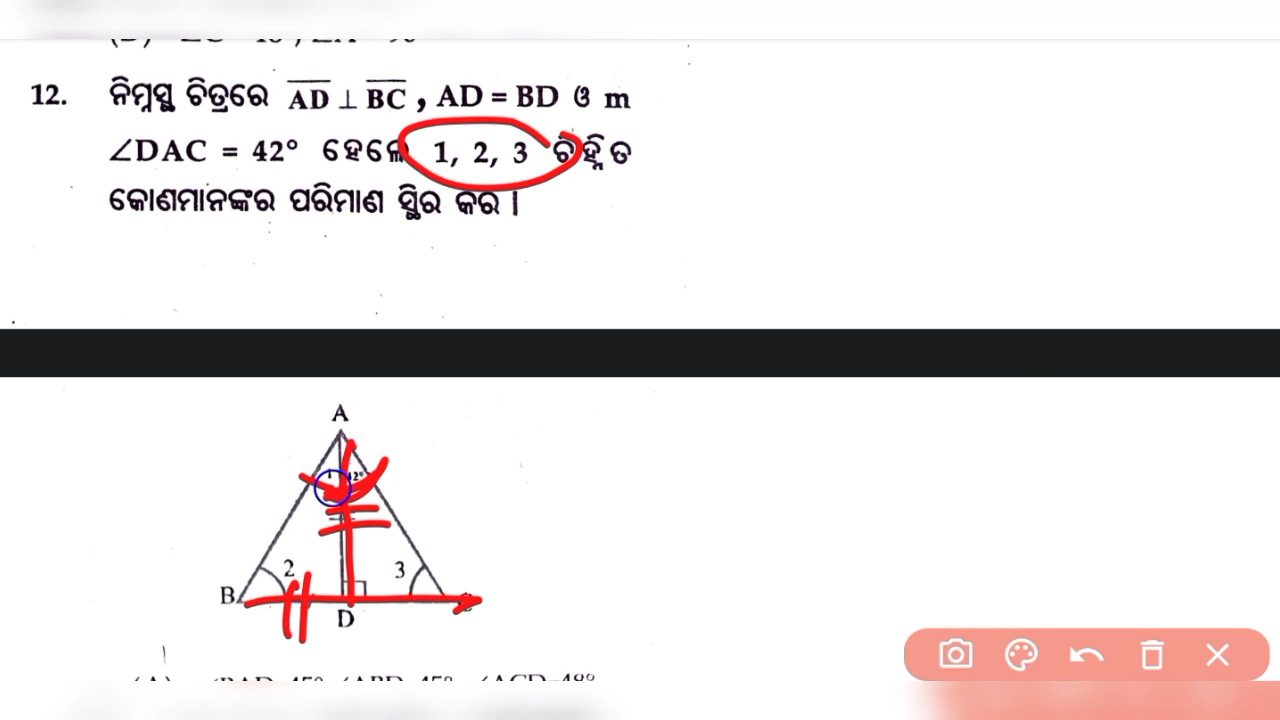 12. ନିମ୍ନସ୍ଥ ଚିତ୍ରରେ AD ⊥ BC , AD = BD ଓ m
∠DAC = 42° ହେଲେ 1, 2, 3 ଚିହ୍ନିତ
କୋଣମାନଙ୍କର ପରିମାଣ ସ୍ଥିର କର ।
A
1
2
3
B
D